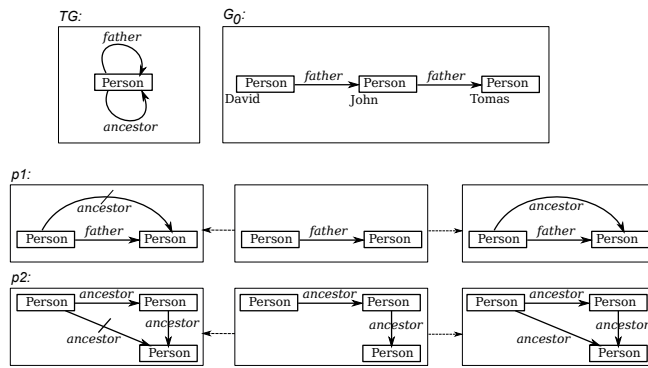 TG:
G0:
father
Person
ancestor
Person father Person father Person
David John Tomas
p1:
ancestor
Person father Person
Person father Person
ancestor
Person father Person
p2:
Person ancestor Person
ancestor
ancestor
Person
Person ancestor Person
ancestor
Person
Person ancestor Person
ancestor
ancestor
Person